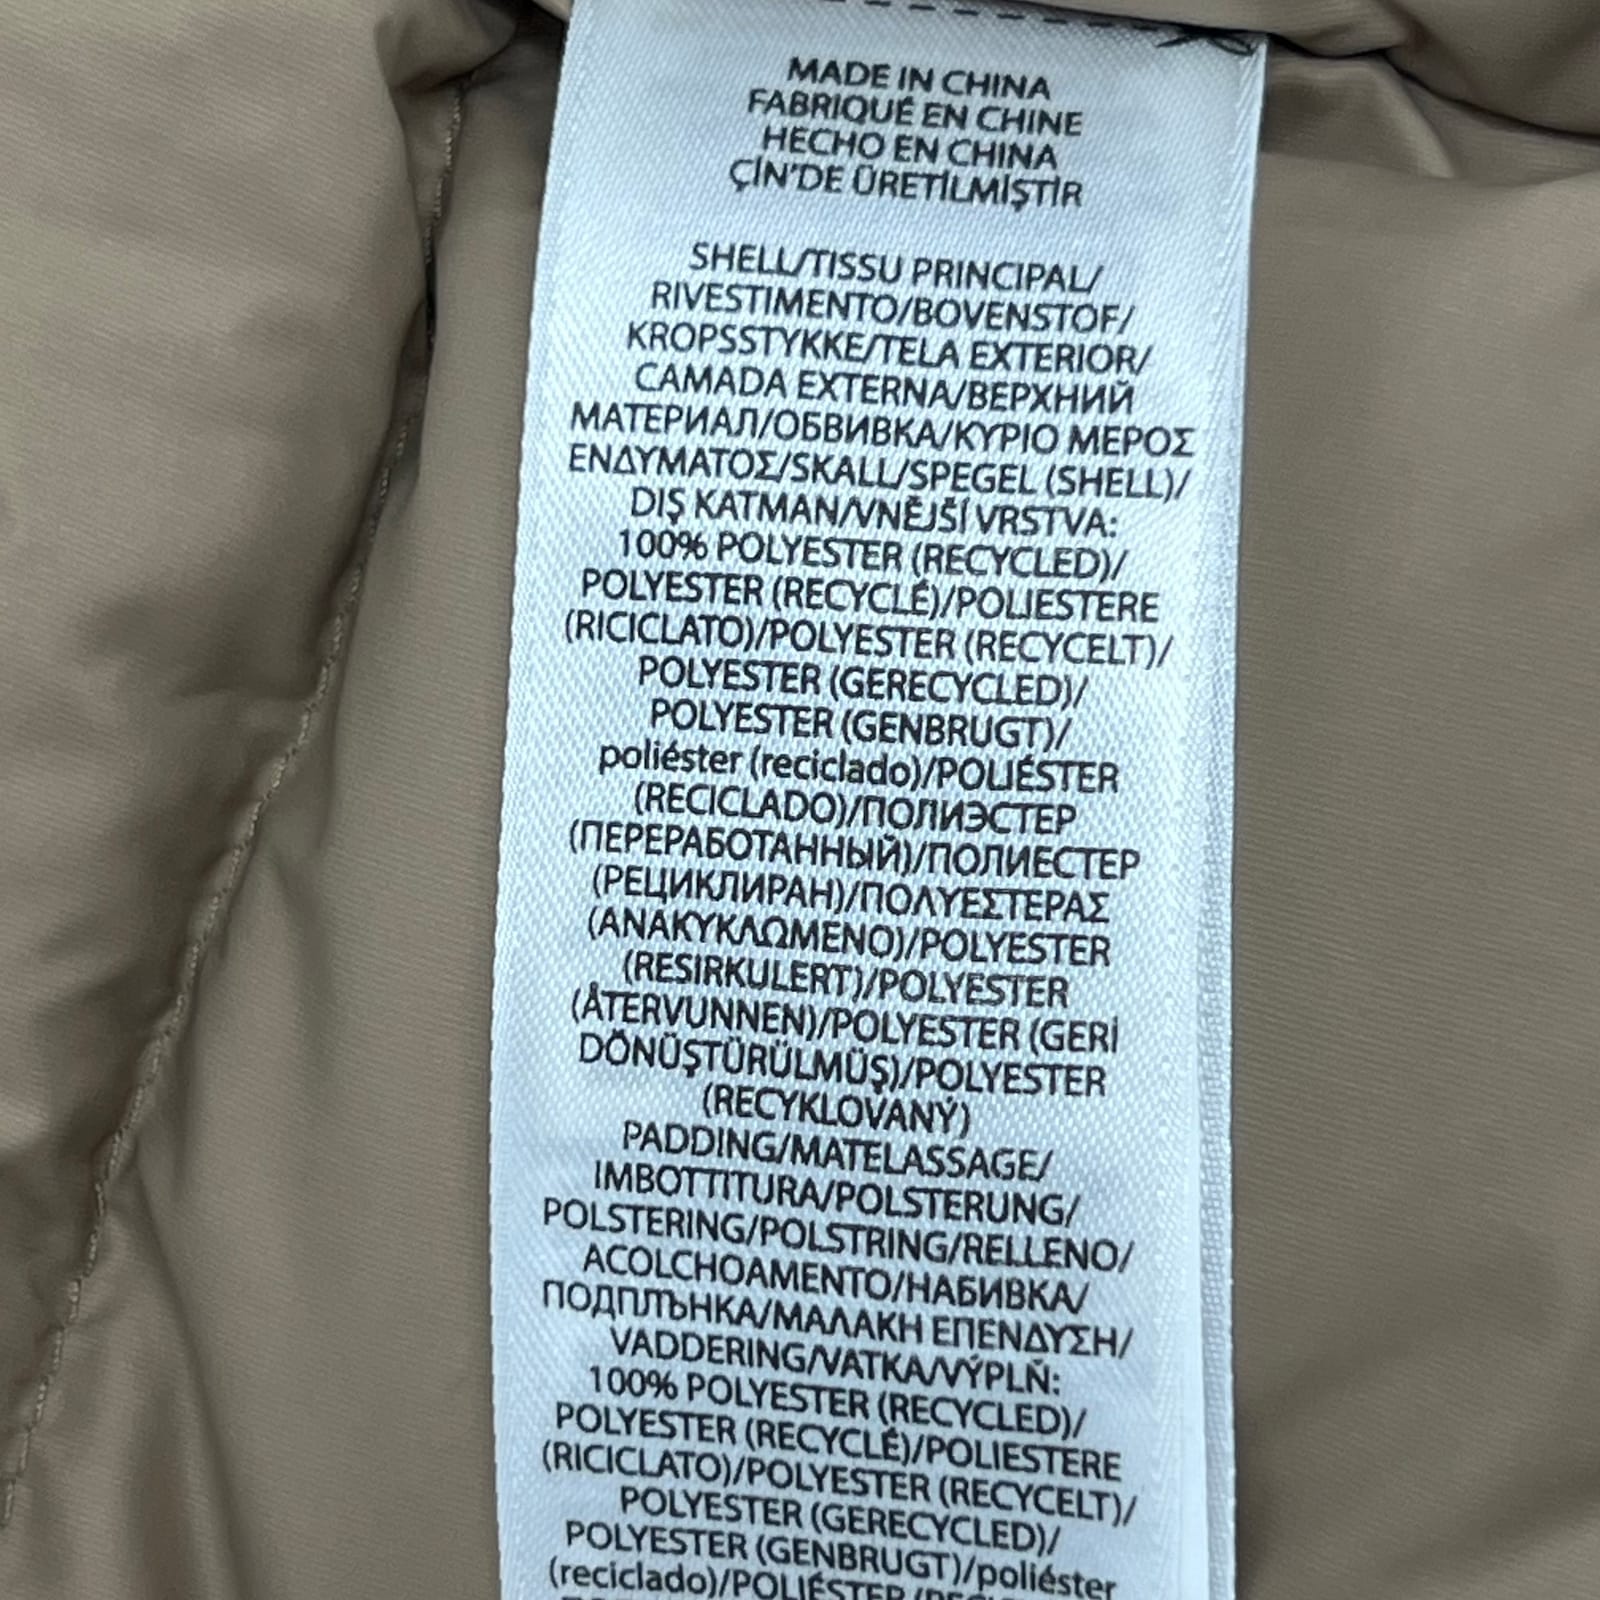 MADE IN CHINA
FABRIQUÉ EN CHINE
HECHO EN CHINA
ÇİN'DE ÜRETİLMİŞTİR
SHELL/TISSU PRINCIPAL/
RIVESTIMENTO/BOVENSTOF/
KROPSSTYKKE/TELA EXTERIOR/
CAMADA EXTERNA/ВЕРХНИЙ
МАТЕРИАЛ/ОБВИВКА/ΚΥΡΙΟ ΜΕΡΟΣ
ΕΝΔΥΜΑΤΟΣ/SKALL/SPEGEL (SHELL)/
DIŞ KATMAN/VNĚJŠÍ VRSTVA:
100% POLYESTER (RECYCLED)/
POLYESTER (RECYCLÉ)/POLIESTERE
(RICICLATO)/POLYESTER (RECYCELT)/
POLYESTER (GERECYCLED)/
POLYESTER (GENBRUGT)/
poliéster (reciclado)/POLIÉSTER
(RECICLADO)/ПОЛИЭСТЕР
(ПЕРЕРАБОТАННЫЙ)/ПОЛИЕСТЕР
(РЕЦИКЛИРАН)/ΠΟΛΥΕΣΤΕΡΑΣ
(ΑΝΑΚΥΚΛΩΜΕΝΟ)/POLYESTER
(RESIRKULERT)/POLYESTER
(ÅTERVUNNEN)/POLYESTER (GERİ
DÖNÜŞTÜRÜLMÜŞ)/POLYESTER
(RECYKLOVANÝ)
PADDING/MATELASSAGE/
IMBOTTITURA/POLSTERUNG/
POLSTERING/POLSTRING/RELLENO/
ACOLCHOAMENTO/НАБИВКА/
ПОДПЛЪНКА/ΜΑΛΑΚΗ ΕΠΕΝΔΥΣΗ/
VADDERING/VATKA/VÝPLŇ:
100% POLYESTER (RECYCLED)/
POLYESTER (RECYCLÉ)/POLIESTERE
(RICICLATO)/POLYESTER (RECYCELT)/
POLYESTER (GERECYCLED)/
POLYESTER (GENBRUGT)/poliéster
(reciclado)/POLIÉSTER